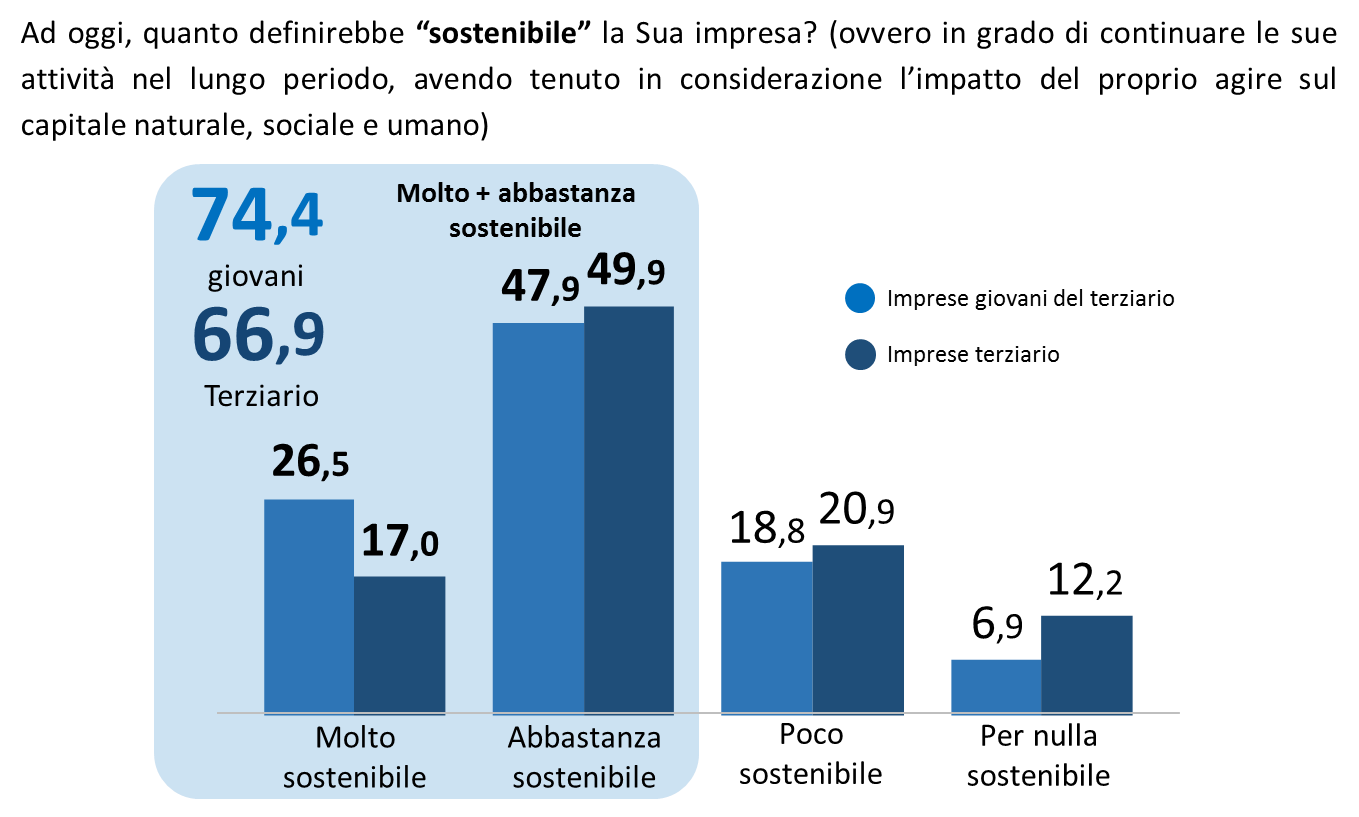 Ad oggi, quanto definirebbe “sostenibile” la Sua impresa? (ovvero in grado di continuare le sue
attività nel lungo periodo, avendo tenuto in considerazione l’impatto del proprio agire sul
capitale naturale, sociale e umano)
74,4
giovani
66,9
Terziario
Molto + abbastanza
sostenibile
47,9
49,9
Imprese giovani del terziario
Imprese terziario
26,5
17,0
18,8
20,9
6,9
12,2
Molto
sostenibile
Abbastanza
sostenibile
Poco
sostenibile
Per nulla
sostenibile